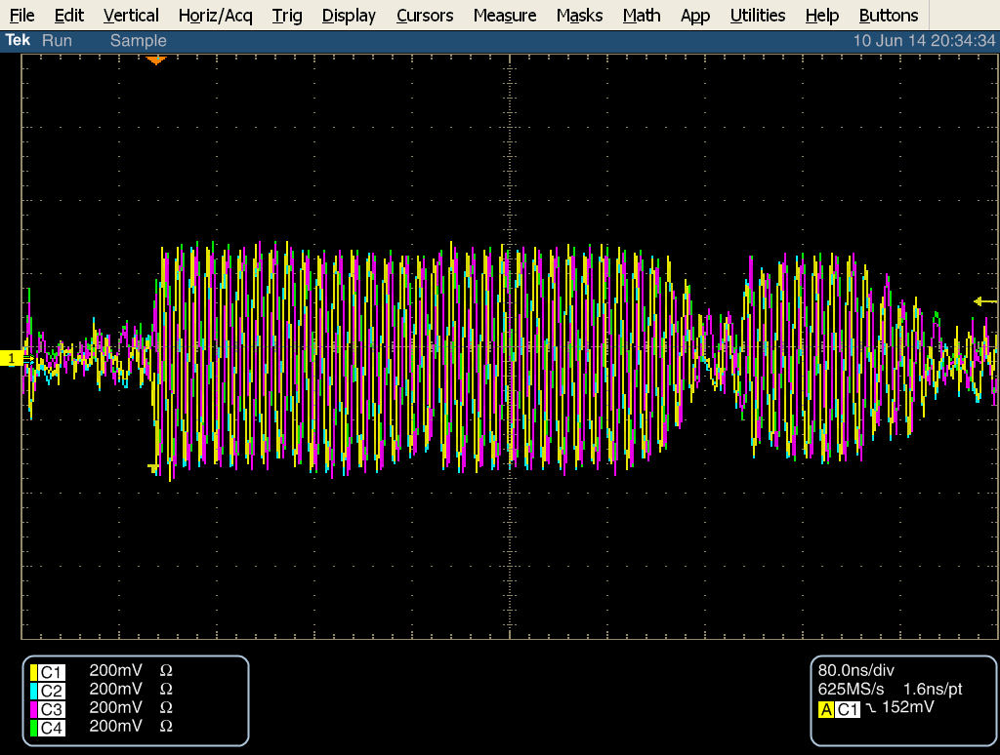 File Edit Vertical Horiz/Acq Trig Display Cursors Measure Masks Math App Utilities Help Buttons
Tek Run Sample 10 Jun 14 20:34:34
1
C1 200mV Ω
C2 200mV Ω
C3 200mV Ω
C4 200mV Ω
80.0ns/div
625MS/s 1.6ns/pt
A C1 152mV